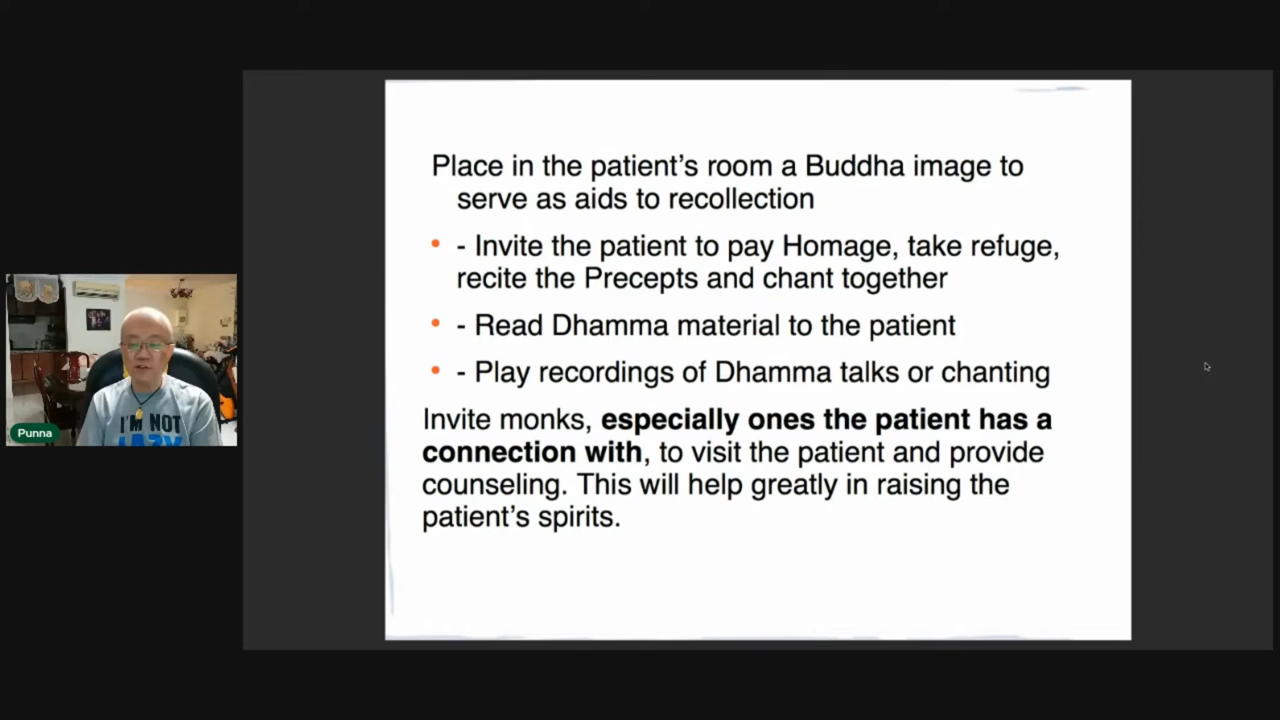 Place in the patient's room a Buddha image to
serve as aids to recollection
• - Invite the patient to pay Homage, take refuge,
recite the Precepts and chant together
• - Read Dhamma material to the patient
• - Play recordings of Dhamma talks or chanting
Invite monks, especially ones the patient has a
connection with, to visit the patient and provide
counseling. This will help greatly in raising the
patient's spirits.
I'M NOT
LAZY
Punna